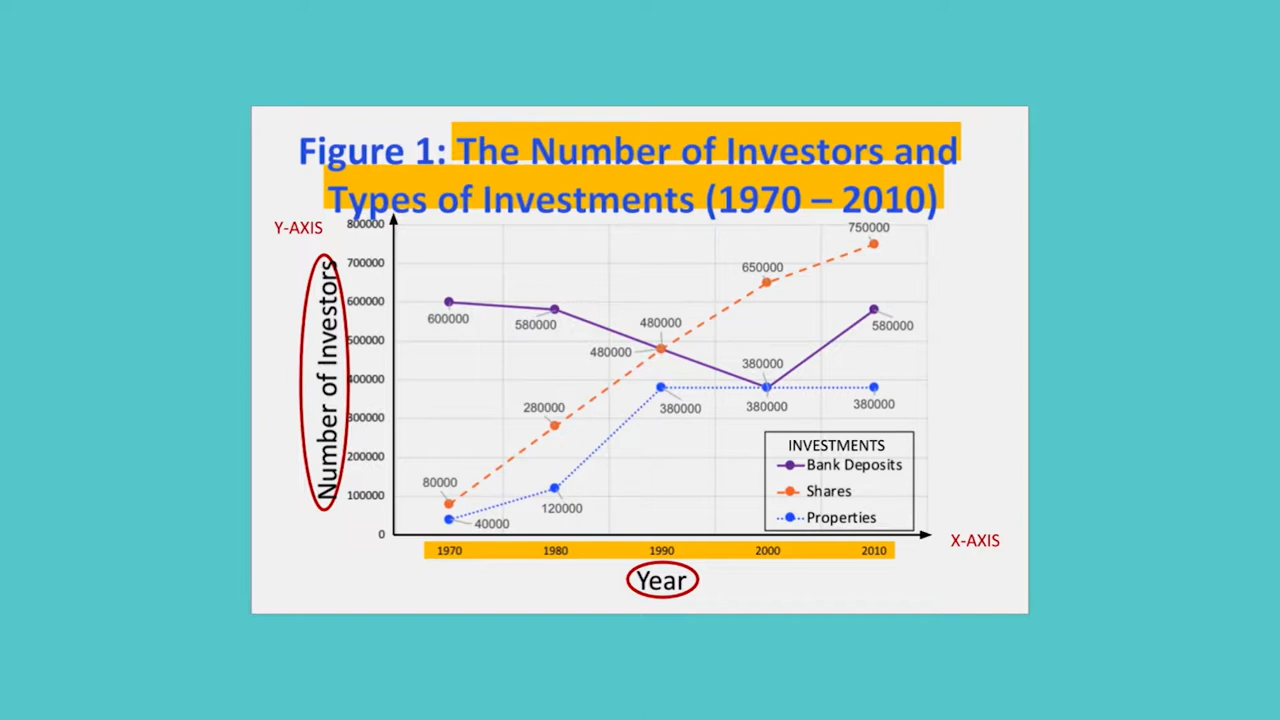 Figure 1: The Number of Investors and
Types of Investments (1970 – 2010)
Y-AXIS
Number of Investors
800000
700000
600000
500000
400000
300000
200000
100000
0
600000
580000
480000
380000
580000
80000
280000
480000
650000
750000
40000
120000
380000
380000
380000
INVESTMENTS
Bank Deposits
Shares
Properties
1970 1980 1990 2000 2010
X-AXIS
Year